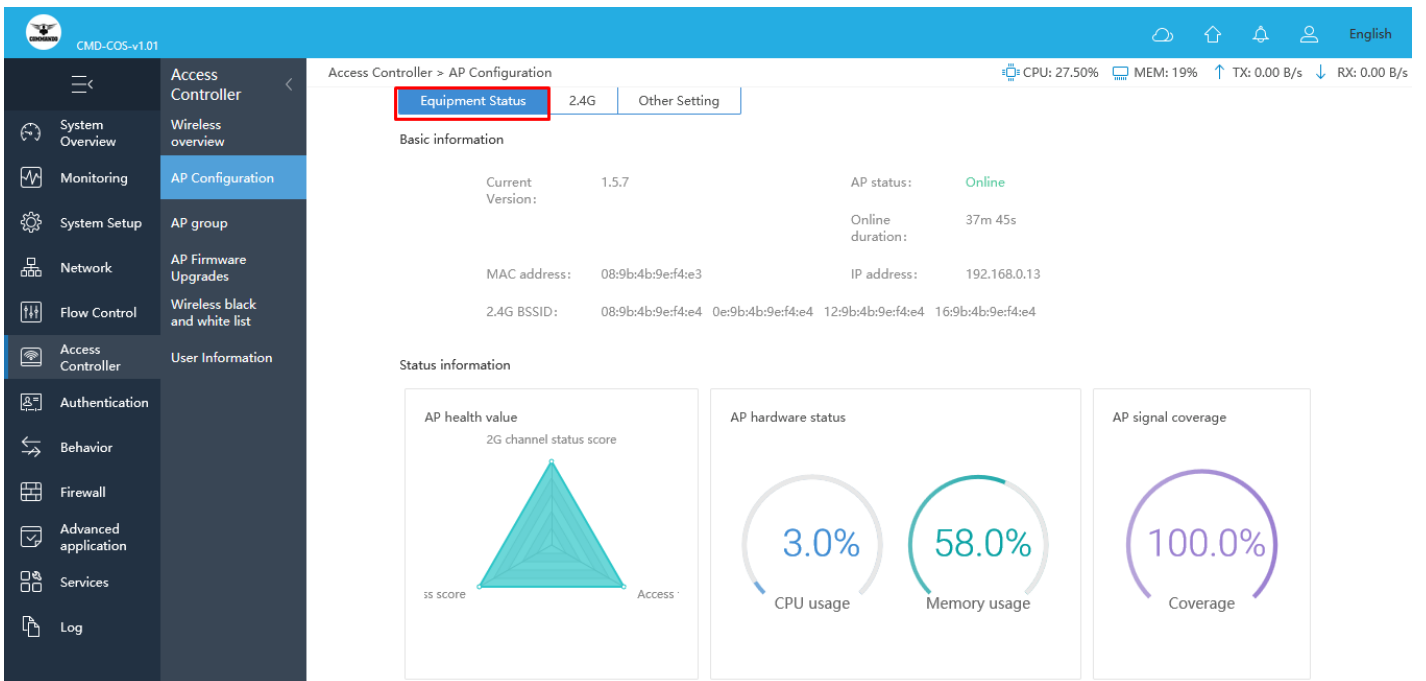 COMMANDO
CMD-COS-v1.01
English
Access Controller
Access Controller > AP Configuration
CPU: 27.50% MEM: 19% TX: 0.00 B/s RX: 0.00 B/s
System Overview
Monitoring
System Setup
Network
Flow Control
Access Controller
Authentication
Behavior
Firewall
Advanced application
Services
Log
Wireless overview
AP Configuration
AP group
AP Firmware Upgrades
Wireless black and white list
User Information
Equipment Status 2.4G Other Setting
Basic information
Current Version: 1.5.7 AP status: Online
Online duration: 37m 45s
MAC address: 08:9b:4b:9e:f4:e3 IP address: 192.168.0.13
2.4G BSSID: 08:9b:4b:9e:f4:e4 0e:9b:4b:9e:f4:e4 12:9b:4b:9e:f4:e4 16:9b:4b:9e:f4:e4
Status information
AP health value
2G channel status score
ss score
Access
AP hardware status
3.0%
CPU usage
58.0%
Memory usage
AP signal coverage
100.0%
Coverage